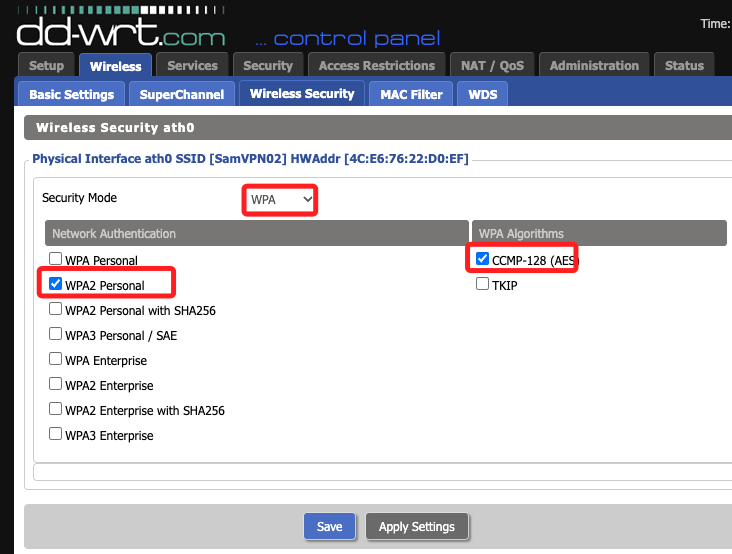 Time:
dd-wrt.com ... control panel
Setup Wireless Services Security Access Restrictions NAT / QoS Administration Status
Basic Settings SuperChannel Wireless Security MAC Filter WDS
Wireless Security ath0
Physical Interface ath0 SSID [SamVPN02] HWAddr [4C:E6:76:22:D0:EF]
Security Mode WPA
Network Authentication WPA Algorithms
WPA Personal CCMP-128 (AES)
WPA2 Personal TKIP
WPA2 Personal with SHA256
WPA3 Personal / SAE
WPA Enterprise
WPA2 Enterprise
WPA2 Enterprise with SHA256
WPA3 Enterprise
Save Apply Settings